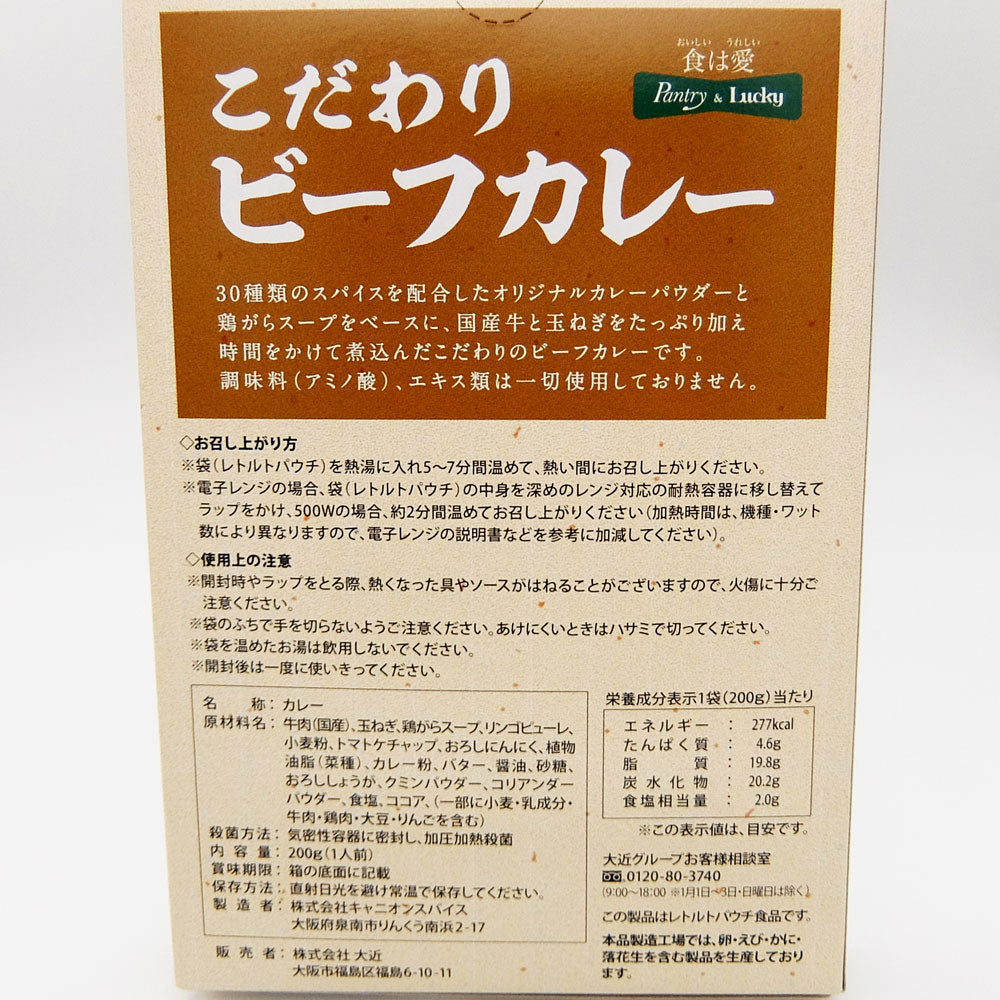 おいしい うれしい
食は愛
Pantry & Lucky
こだわり
ビーフカレー
30種類のスパイスを配合したオリジナルカレーパウダーと
鶏がらスープをベースに、国産牛と玉ねぎをたっぷり加え
時間をかけて煮込んだこだわりのビーフカレーです。
調味料(アミノ酸)、エキス類は一切使用しておりません。
◇お召し上がり方
※袋(レトルトパウチ)を熱湯に入れ5〜7分間温めて、熱い間にお召し上がりください。
※電子レンジの場合、袋(レトルトパウチ)の中身を深めのレンジ対応の耐熱容器に移し替えて
ラップをかけ、500Wの場合、約2分間温めてお召し上がりください(加熱時間は、機種・ワット
数により異なりますので、電子レンジの説明書などを参考に加減してください)。
◇使用上の注意
※開封時やラップをとる際、熱くなった具やソースがはねることがございますので、火傷に十分ご
注意ください。
※袋のふちで手を切らないようご注意ください。あけにくいときはハサミで切ってください。
※袋を温めたお湯は飲用しないでください。
※開封後は一度に使いきってください。
名称:カレー
原材料名:牛肉(国産)、玉ねぎ、鶏がらスープ、リンゴピューレ、
小麦粉、トマトケチャップ、おろしにんにく、植物
油脂(菜種)、カレー粉、バター、醤油、砂糖、
おろししょうが、クミンパウダー、コリアンダー
パウダー、食塩、ココア、(一部に小麦・乳成分・
牛肉・鶏肉・大豆・りんごを含む)
殺菌方法:気密性容器に密封し、加圧加熱殺菌
内容量:200g(1人前)
賞味期限:箱の底面に記載
保存方法:直射日光を避け常温で保存してください。
製造者:株式会社キャニオンスパイス
大阪府泉南市りんくう南浜2-17
販売者:株式会社 大近
大阪市福島区福島6-10-11
栄養成分表示1袋(200g)当たり
エネルギー:277kcal
たんぱく質:4.6g
脂質:19.8g
炭水化物:20.2g
食塩相当量:2.0g
※この表示値は、目安です。
大近グループお客様相談室
0120-80-3740
(9:00〜18:00 ※1月1日〜3日・日曜日は除く)
この製品はレトルトパウチ食品です。
本品製造工場では、卵・えび・かに・
落花生を含む製品を生産しており
ます。